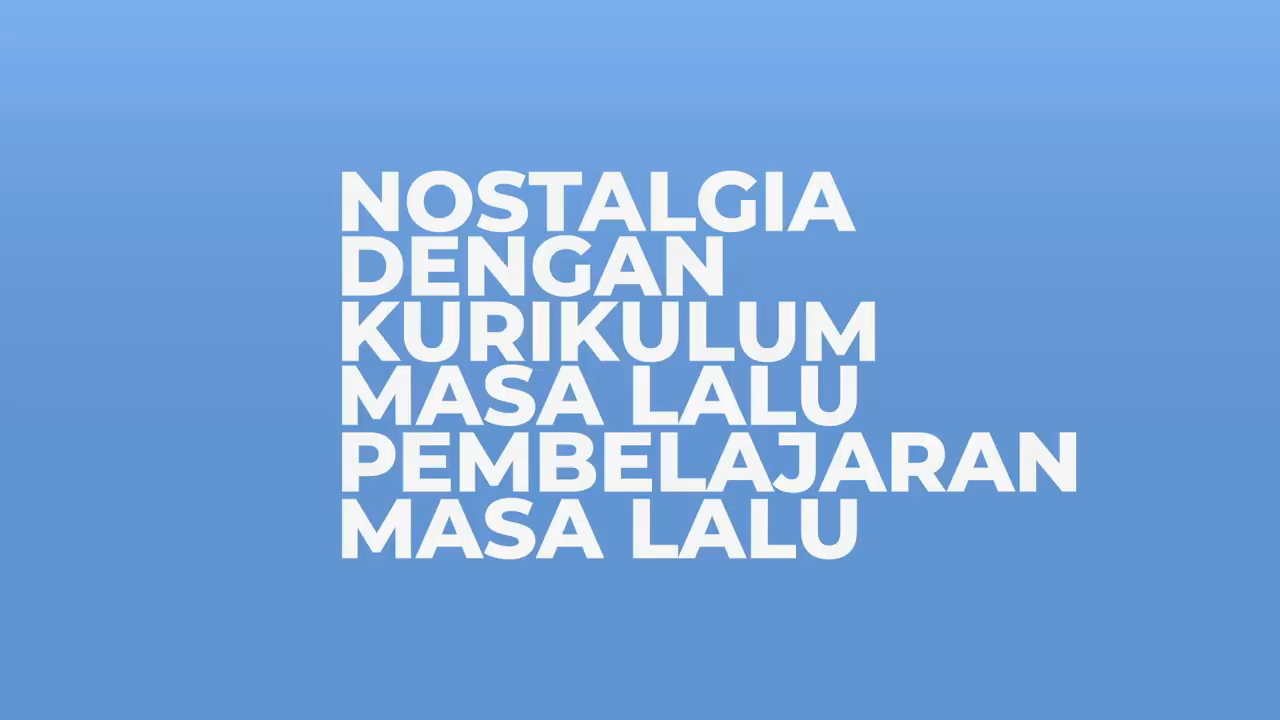 NOSTALGIA
DENGAN
KURIKULUM
MASA LALU
PEMBELAJARAN
MASA LALU